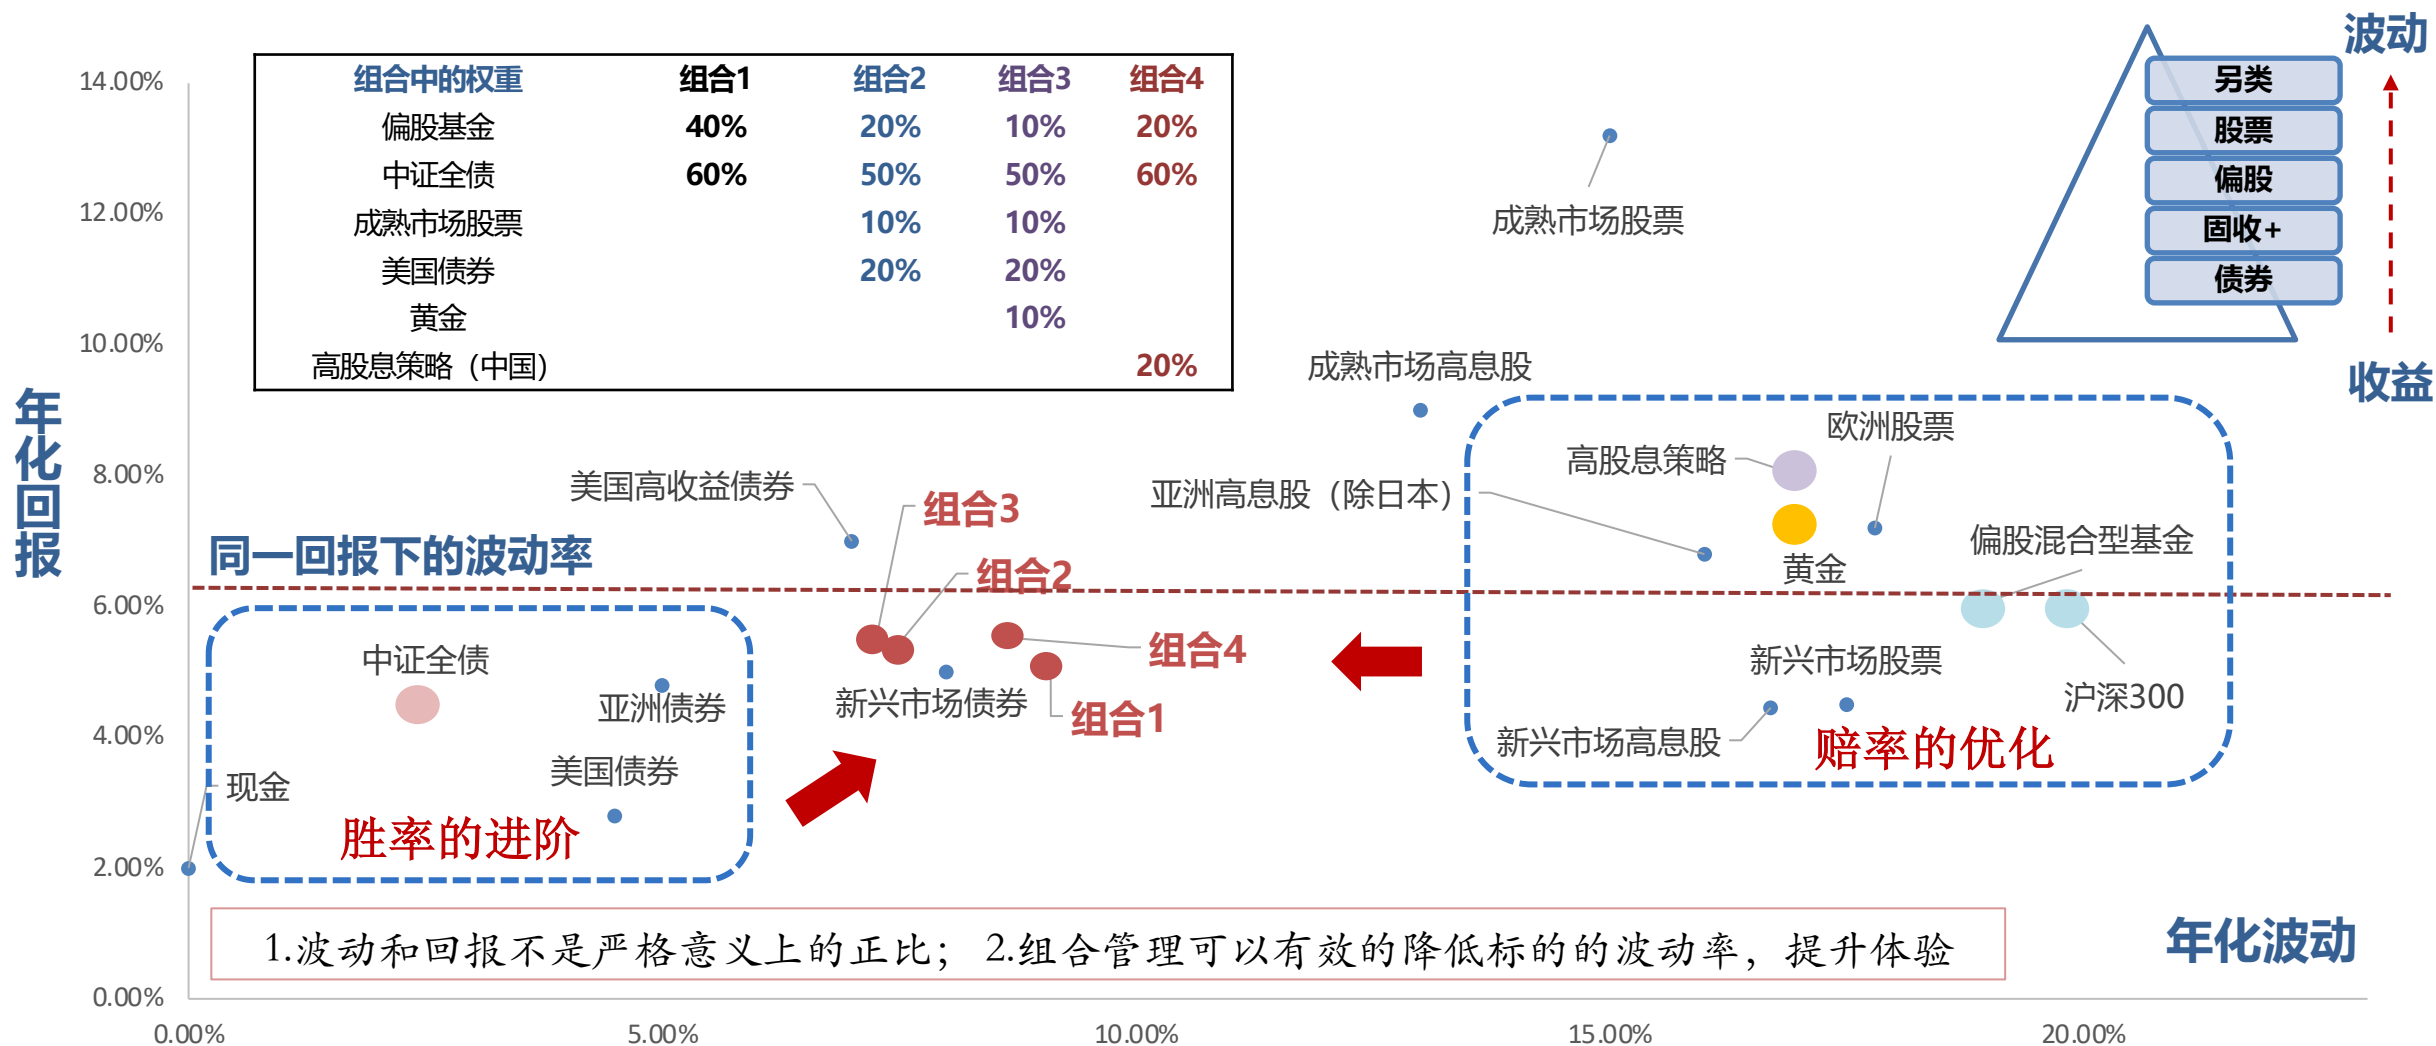 组合中的权重 组合1 组合2 组合3 组合4
偏股基金 40% 20% 10% 20%
中证全债 60% 50% 50% 60%
成熟市场股票 10% 10%
美国债券 20% 20%
黄金 10%
高股息策略（中国） 20%
波动
另类
股票
偏股
固收+
债券
收益
年化回报
14.00%
12.00%
10.00%
8.00%
6.00%
4.00%
2.00%
0.00%
成熟市场股票
成熟市场高息股
欧洲股票
高股息策略
亚洲高息股（除日本）
美国高收益债券
组合3
同一回报下的波动率
组合2
黄金
偏股混合型基金
中证全债
组合4
新兴市场股票
亚洲债券
新兴市场债券
组合1
沪深300
新兴市场高息股
赔率的优化
美国债券
现金
胜率的进阶
1.波动和回报不是严格意义上的正比； 2.组合管理可以有效的降低标的的波动率，提升体验
年化波动
0.00%
5.00%
10.00%
15.00%
20.00%